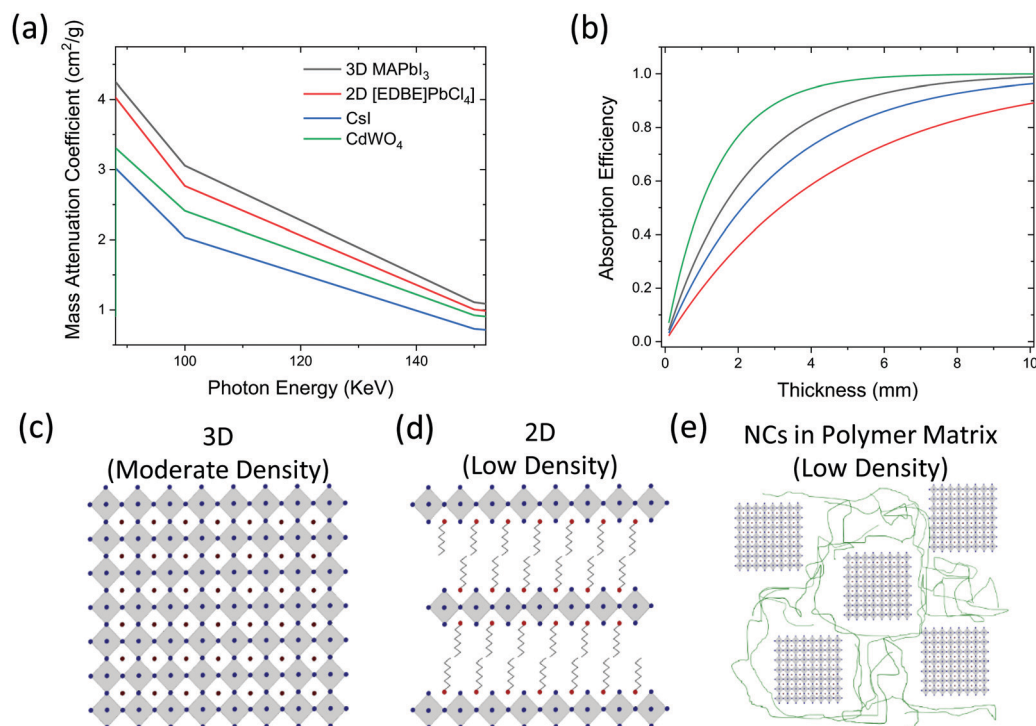 (a)
Mass Attenuation Coefficient (cm²/g)
4
3
2
1
100
120
140
Photon Energy (KeV)
3D MAPbI₃
2D [EDBE]PbCl₄]
CsI
CdWO₄
(b)
Absorption Efficiency
1.0
0.8
0.6
0.4
0.2
0.0
0
2
4
6
8
10
Thickness (mm)
(c)
3D
(Moderate Density)
(d)
2D
(Low Density)
(e)
NCs in Polymer Matrix
(Low Density)